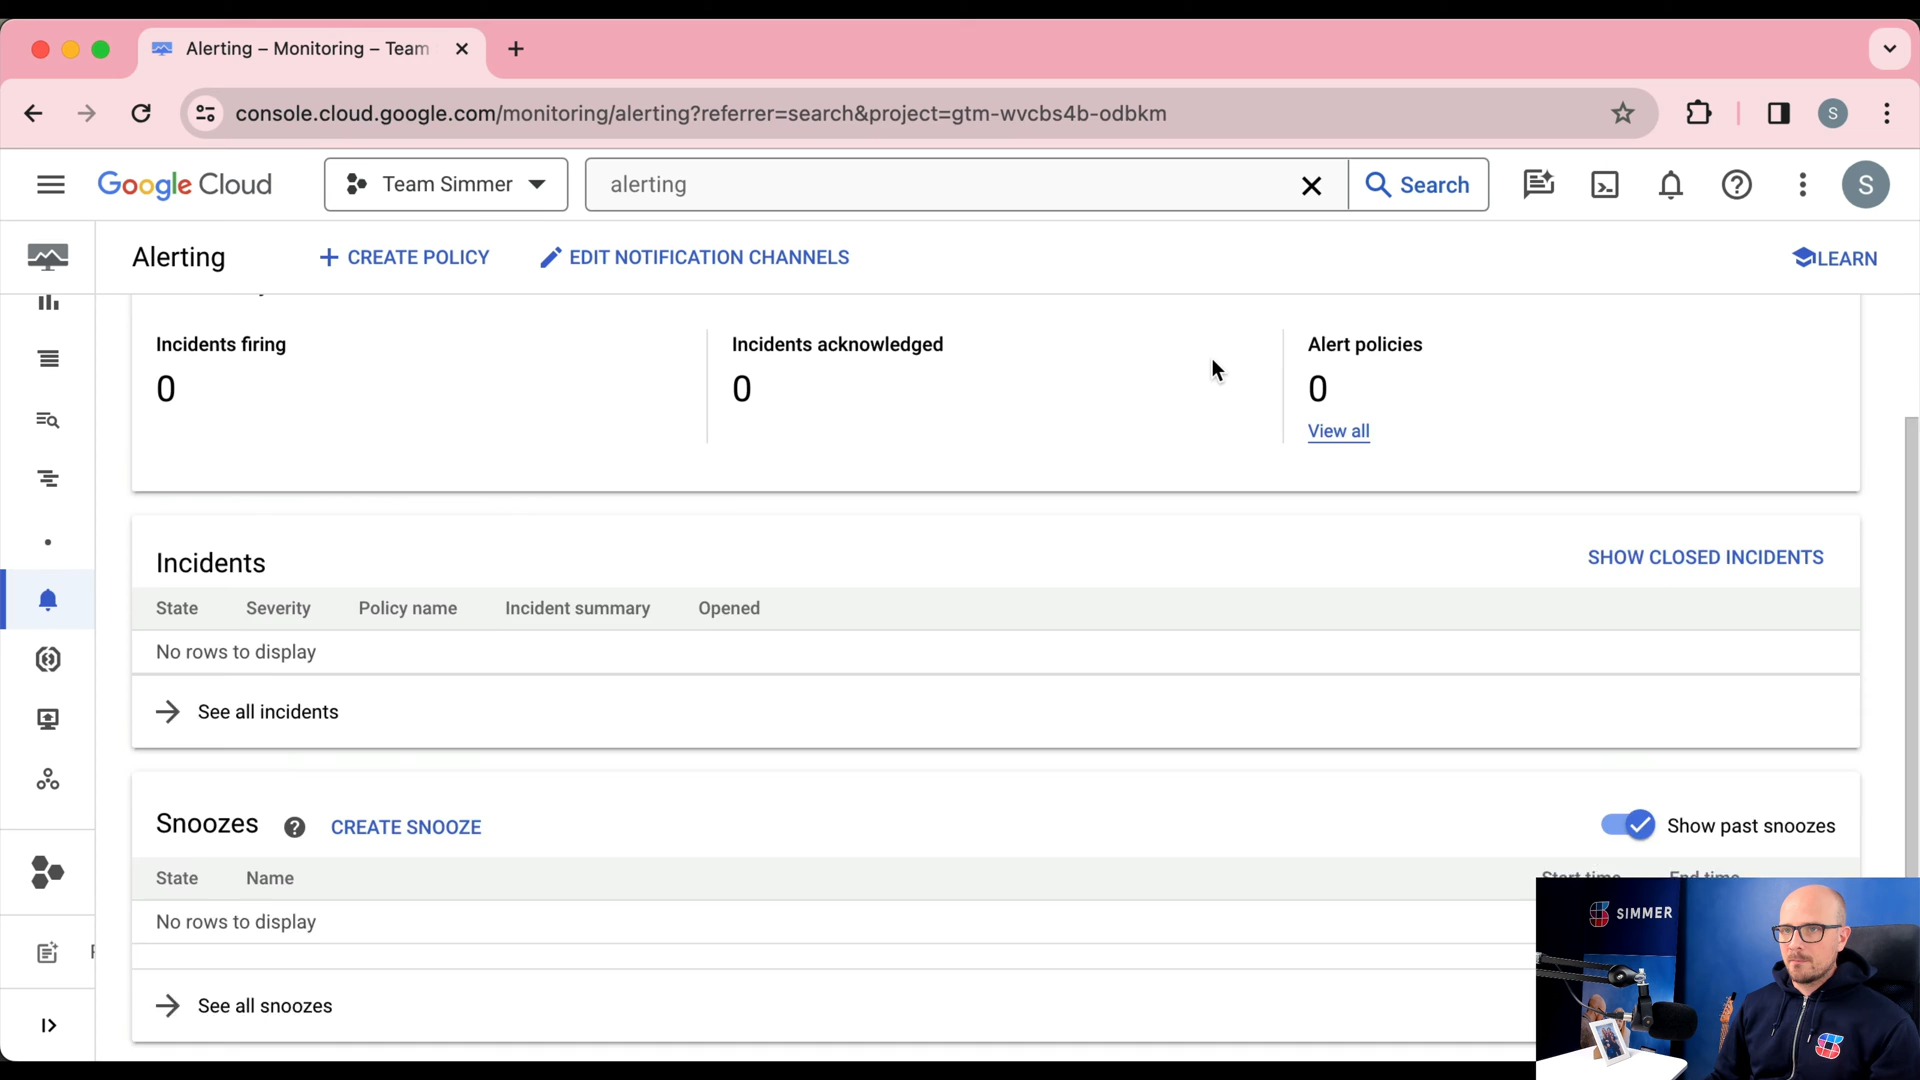 Alerting – Monitoring – Team
console.cloud.google.com/monitoring/alerting?referrer=search&project=gtm-wvcbs4b-odbkm
S
Google Cloud
Team Simmer
alerting
Search
S
Alerting
CREATE POLICY
EDIT NOTIFICATION CHANNELS
LEARN
Incidents firing
0
Incidents acknowledged
0
Alert policies
0
View all
Incidents
SHOW CLOSED INCIDENTS
State Severity Policy name Incident summary Opened
No rows to display
See all incidents
Snoozes
CREATE SNOOZE
Show past snoozes
State Name Start time End time
No rows to display
See all snoozes
SIMMER